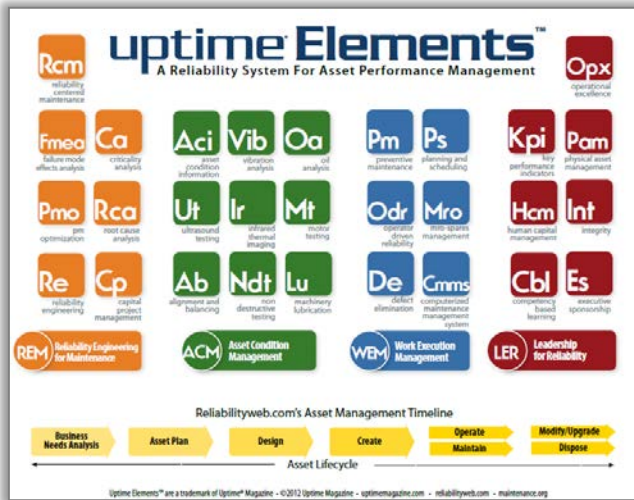 uptime® Elements™
A Reliability System For Asset Performance Management
Rcm
reliability
centered
maintenance
Opx
operational
excellence
Fmea
failure mode
effects analysis
Ca
criticality
analysis
Aci
asset
condition
information
Vib
vibration
analysis
Oa
oil
analysis
Pm
preventive
maintenance
Ps
planning and
scheduling
Kpi
key
performance
indicators
Pam
physical asset
management
Pmo
pm
optimization
Rca
root cause
analysis
Ut
ultrasound
testing
Ir
infrared
thermal
imaging
Mt
motor
testing
Odr
operator
driven
reliability
Mro
mro-spares
management
Hcm
human capital
management
Int
integrity
Re
reliability
engineering
Cp
capital
project
management
Ab
alignment and
balancing
Ndt
non
destructive
testing
Lu
machinery
lubrication
De
defect
elimination
Cmms
computerized
maintenance
management
system
Cbl
competency
based
learning
Es
executive
sponsorship
REM
Reliability Engineering
for Maintenance
ACM
Asset Condition
Management
WEM
Work Execution
Management
LER
Leadership
for Reliability
Reliabilityweb.com's Asset Management Timeline
Business
Needs Analysis
Asset Plan
Design
Create
Operate
Maintain
Modify/Upgrade
Dispose
Asset Lifecycle
Uptime Elements™ are a trademark of Uptime® Magazine - ©2012 Uptime Magazine - uptimemagazine.com - reliabilityweb.com - maintenance.org